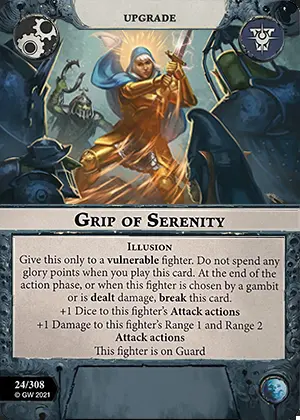 UPGRADE
GRIP OF SERENITY
ILLUSION
Give this only to a vulnerable fighter. Do not spend any
glory points when you play this card. At the end of the
action phase, or when this fighter is chosen by a gambit
or is dealt damage, break this card.
+1 Dice to this fighter's Attack actions
+1 Damage to this fighter's Range 1 and Range 2
Attack actions
This fighter is on Guard
24/308
© GW 2021